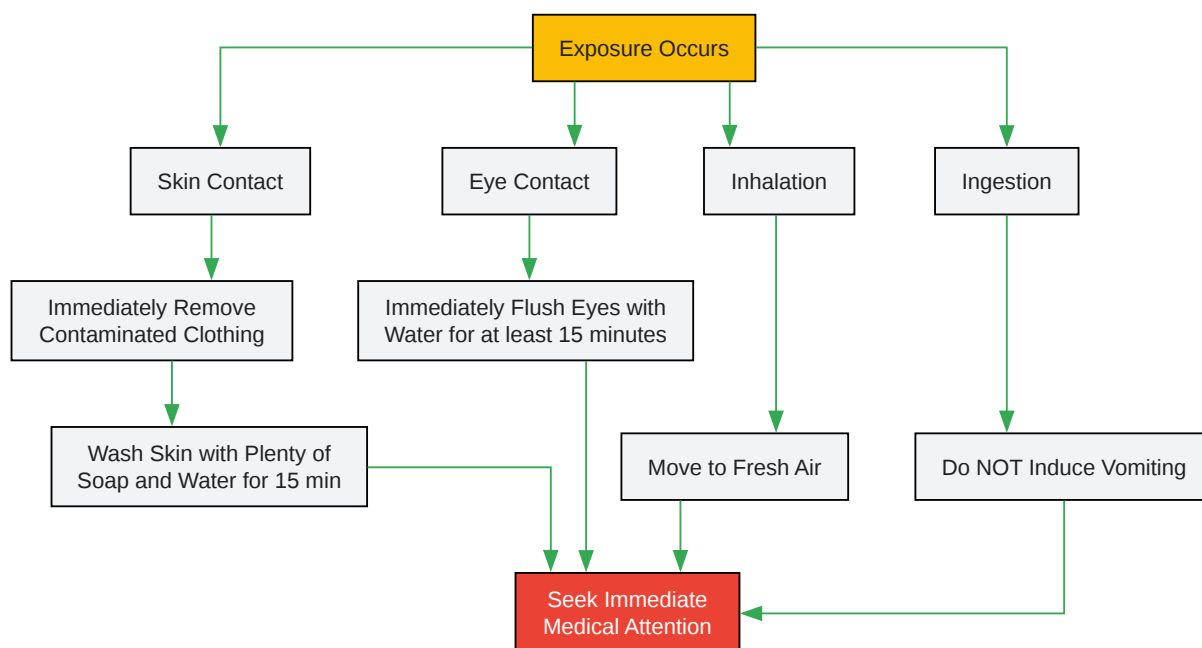 Exposure Occurs
Skin Contact
Eye Contact
Inhalation
Ingestion
Immediately Remove
Contaminated Clothing
Immediately Flush Eyes with
Water for at least 15 minutes
Wash Skin with Plenty of
Soap and Water for 15 min
Move to Fresh Air
Do NOT Induce Vomiting
Seek Immediate
Medical Attention